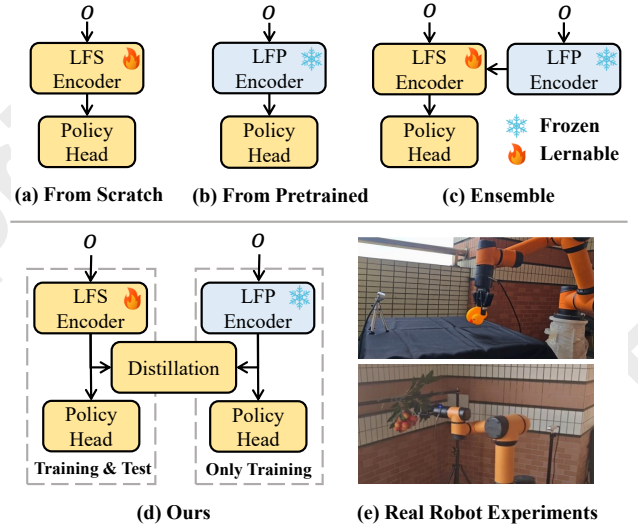 O
O
O
LFS
Encoder
LFP
Encoder
LFS
Encoder
LFP
Encoder
Policy
Head
Policy
Head
Policy
Head
Frozen
Lernable
(a) From Scratch
(b) From Pretrained
(c) Ensemble
O
O
LFS
Encoder
LFP
Encoder
Distillation
Policy
Head
Policy
Head
Training & Test
Only Training
(d) Ours
(e) Real Robot Experiments